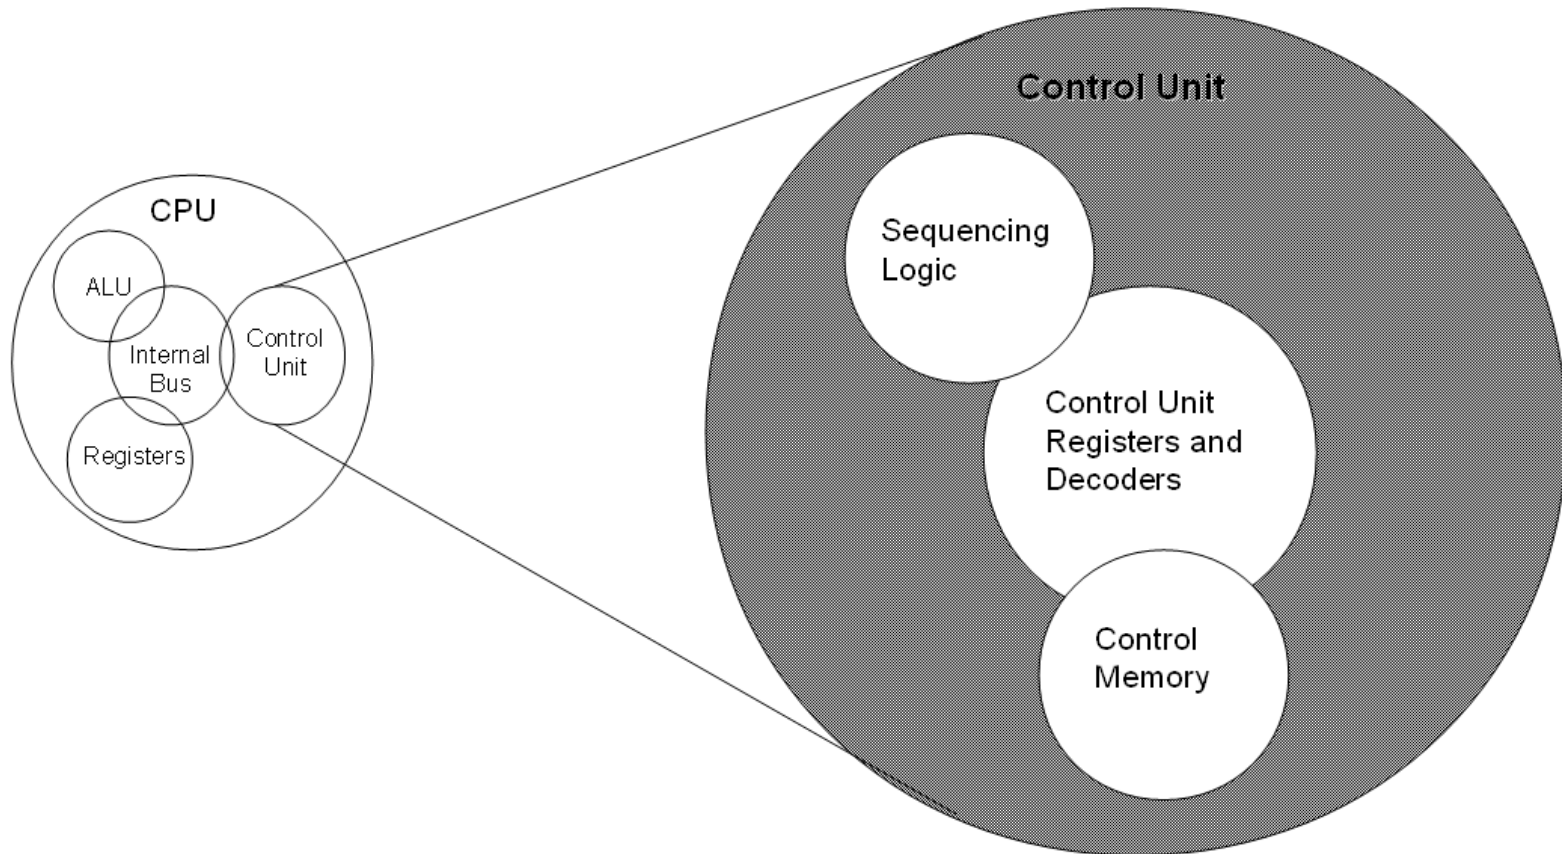 CPU
ALU
Internal
Bus
Control
Unit
Registers
Control Unit
Sequencing
Logic
Control Unit
Registers and
Decoders
Control
Memory